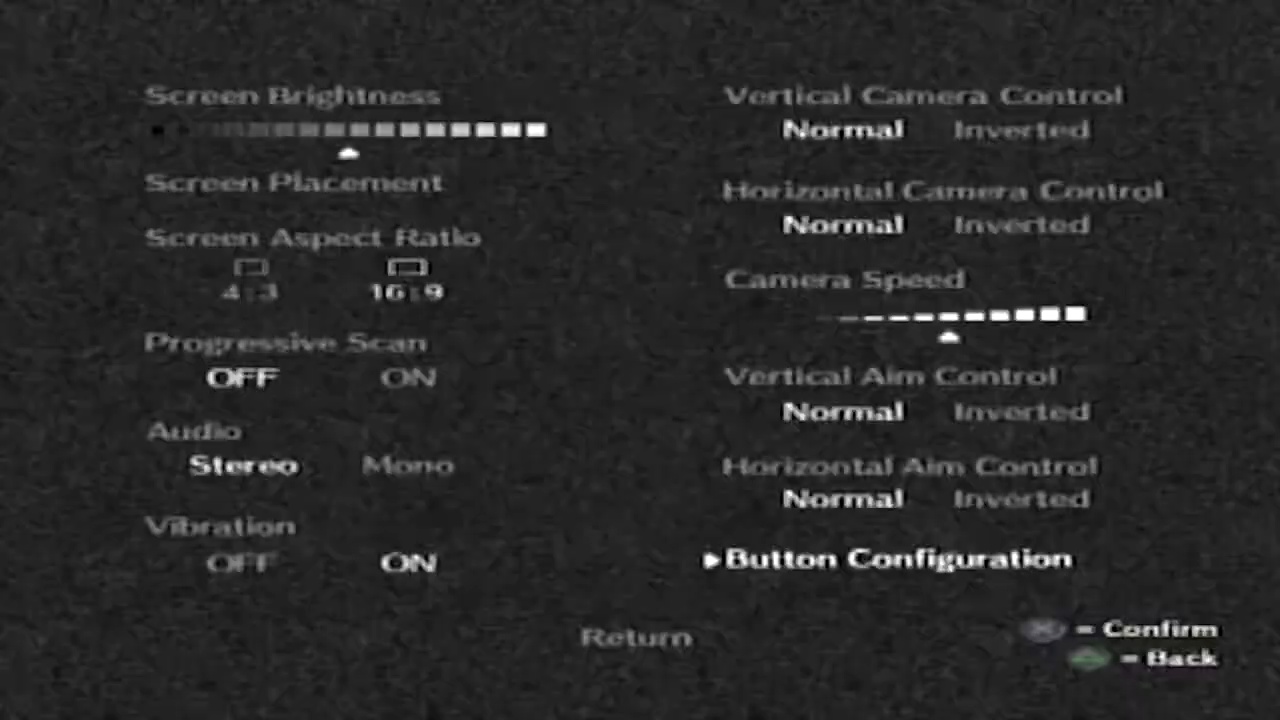 Screen Brightness
Screen Placement
Screen Aspect Ratio
4:3 16:9
Progressive Scan
OFF ON
Audio
Stereo Mono
Vibration
OFF ON
Vertical Camera Control
Normal Inverted
Horizontal Camera Control
Normal Inverted
Camera Speed
Vertical Aim Control
Normal Inverted
Horizontal Aim Control
Normal Inverted
Button Configuration
Return
= Confirm
= Back